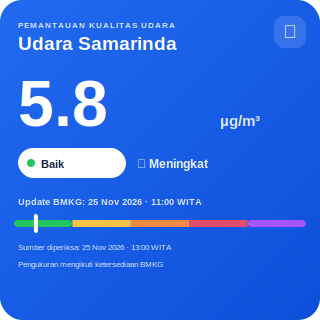 PEMANTAUAN KUALITAS UDARA
Udara Samarinda
5.8
µg/m³
Baik
Meningkat
Update BMKG: 25 Nov 2026 · 11:00 WITA
Sumber diperiksa: 25 Nov 2026 · 13:00 WITA
Pengukuran mengikuti ketersediaan BMKG